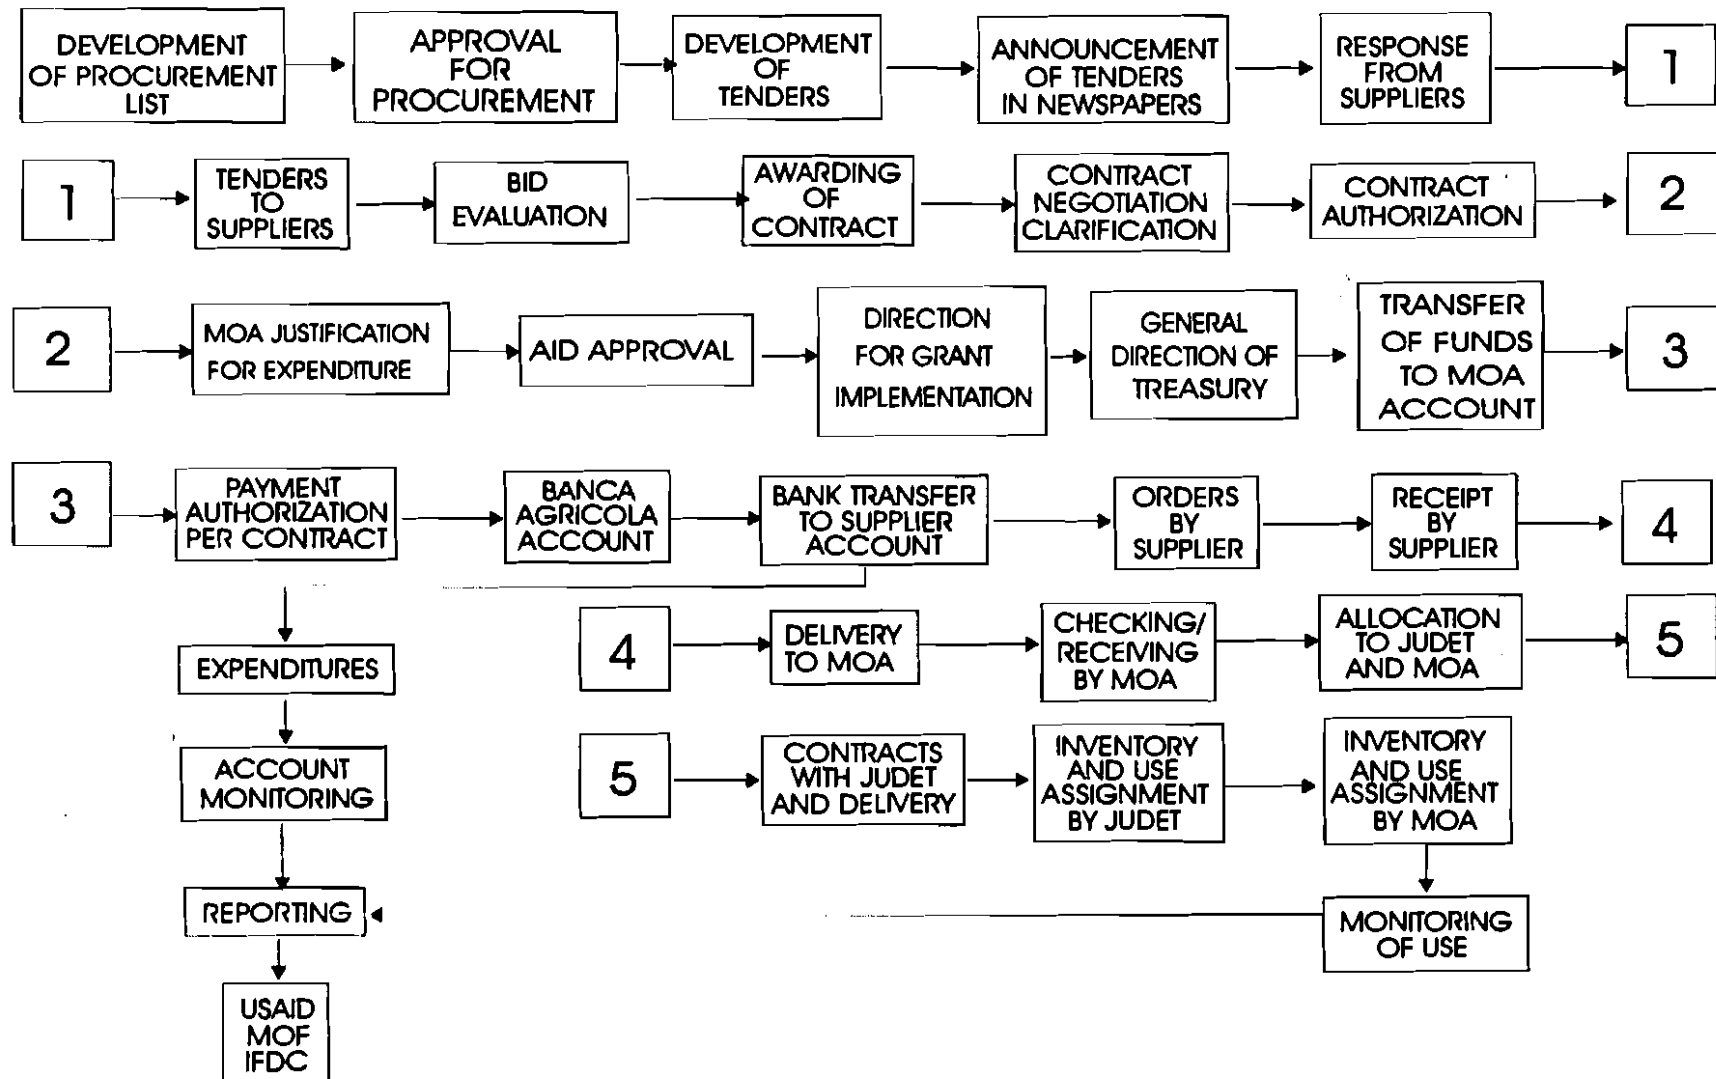 DEVELOPMENT
OF PROCUREMENT
LIST
APPROVAL
FOR
PROCUREMENT
DEVELOPMENT
OF
TENDERS
ANNOUNCEMENT
OF TENDERS
IN NEWSPAPERS
RESPONSE
FROM
SUPPLIERS
1
1
TENDERS
TO
SUPPLIERS
BID
EVALUATION
AWARDING
OF
CONTRACT
CONTRACT
NEGOTIATION
CLARIFICATION
CONTRACT
AUTHORIZATION
2
2
MOA JUSTIFICATION
FOR EXPENDITURE
AID APPROVAL
DIRECTION
FOR GRANT
IMPLEMENTATION
GENERAL
DIRECTION OF
TREASURY
TRANSFER
OF FUNDS
TO MOA
ACCOUNT
3
3
PAYMENT
AUTHORIZATION
PER CONTRACT
BANCA
AGRICOLA
ACCOUNT
BANK TRANSFER
TO SUPPLIER
ACCOUNT
ORDERS
BY
SUPPLIER
RECEIPT
BY
SUPPLIER
4
EXPENDITURES
4
DELIVERY
TO MOA
CHECKING/
RECEIVING
BY MOA
ALLOCATION
TO JUDET
AND MOA
5
ACCOUNT
MONITORING
5
CONTRACTS
WITH JUDET
AND DELIVERY
INVENTORY
AND USE
ASSIGNMENT
BY JUDET
INVENTORY
AND USE
ASSIGNMENT
BY MOA
REPORTING
MONITORING
OF USE
USAID
MOF
IFDC